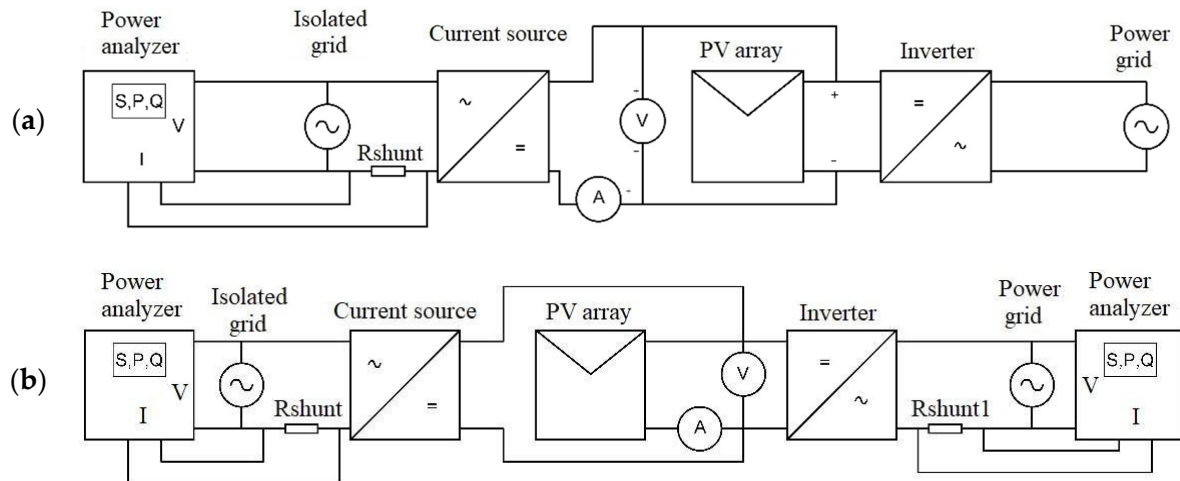 (a)
Power
analyzer
S,P,Q
V
I
Isolated
grid
Rshunt
Current source
~
=
-
V
-
A
-
PV array
+
-
Inverter
=
~
Power
grid
(b)
Power
analyzer
S,P,Q
V
I
Isolated
grid
Rshunt
Current source
~
=
PV array
V
A
Inverter
=
~
Rshunt1
Power
grid
Power
analyzer
S,P,Q
V
I